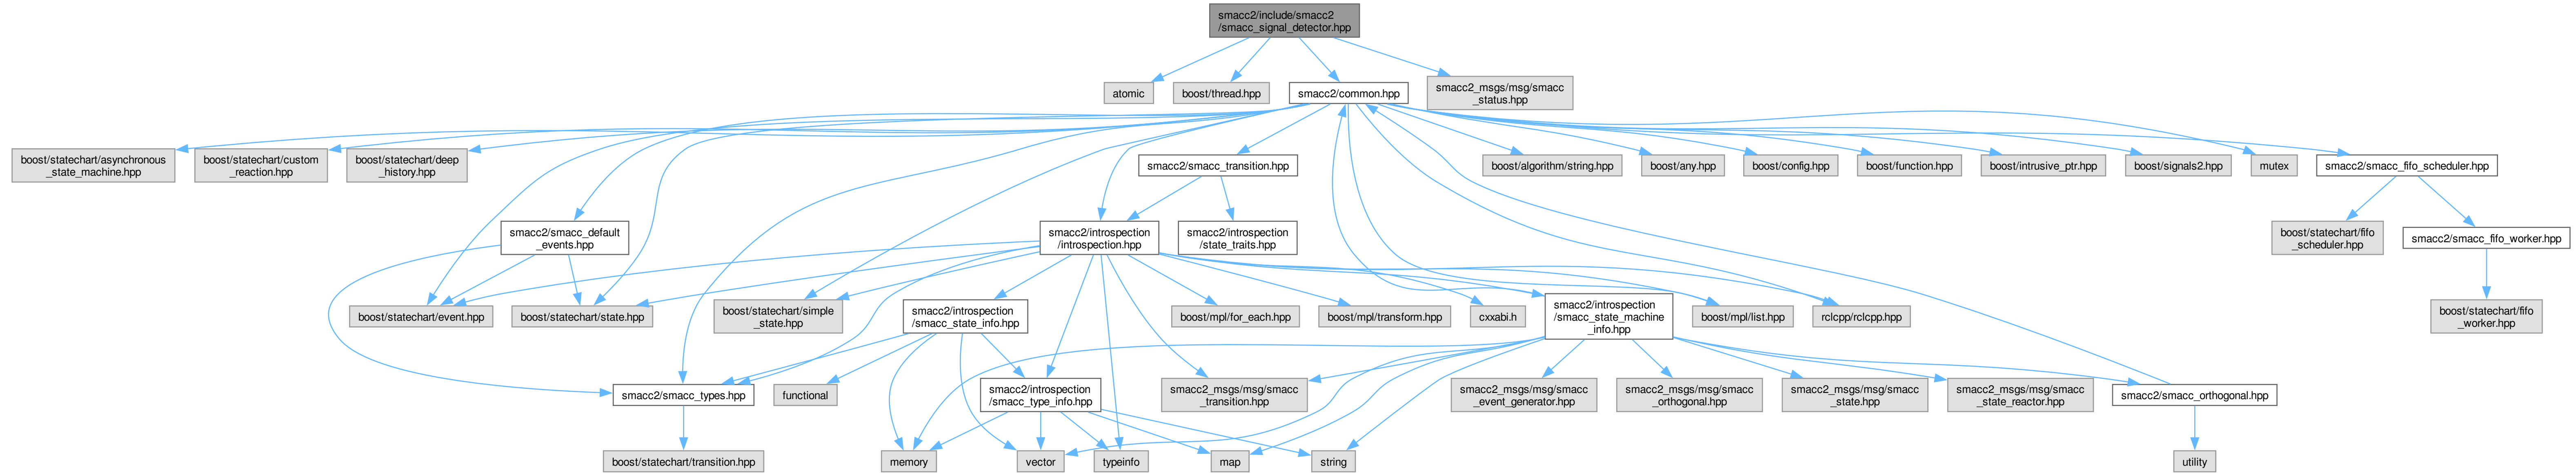 smacc2/include/smacc2
/smacc_signal_detector.hpp
atomic
boost/thread.hpp
smacc2/common.hpp
smacc2_msgs/msg/smacc
_status.hpp
boost/statechart/asynchronous
_state_machine.hpp
boost/statechart/custom
_reaction.hpp
boost/statechart/deep
_history.hpp
smacc2/smacc_transition.hpp
boost/algorithm/string.hpp
boost/any.hpp
boost/config.hpp
boost/function.hpp
boost/intrusive_ptr.hpp
boost/signals2.hpp
mutex
smacc2/smacc_fifo_scheduler.hpp
smacc2/smacc_default
_events.hpp
smacc2/introspection
/introspection.hpp
smacc2/introspection
/state_traits.hpp
boost/statechart/fifo
_scheduler.hpp
smacc2/smacc_fifo_worker.hpp
boost/statechart/event.hpp
boost/statechart/state.hpp
boost/statechart/simple
_state.hpp
smacc2/introspection
/smacc_state_info.hpp
boost/mpl/for_each.hpp
boost/mpl/transform.hpp
cxxabi.h
smacc2/introspection
/smacc_state_machine
_info.hpp
boost/mpl/list.hpp
rclcpp/rclcpp.hpp
boost/statechart/fifo
_worker.hpp
smacc2/smacc_types.hpp
functional
smacc2/introspection
/smacc_type_info.hpp
smacc2_msgs/msg/smacc
_transition.hpp
smacc2_msgs/msg/smacc
_event_generator.hpp
smacc2_msgs/msg/smacc
_orthogonal.hpp
smacc2_msgs/msg/smacc
_state.hpp
smacc2_msgs/msg/smacc
_state_reactor.hpp
smacc2/smacc_orthogonal.hpp
boost/statechart/transition.hpp
memory
vector
typeinfo
map
string
utility